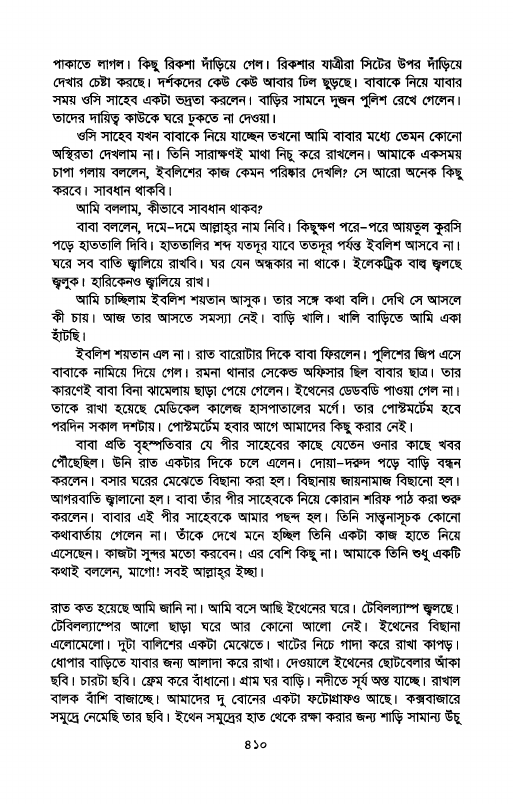 পাকাতে লাগল। কিছু রিকশা দাঁড়িয়ে গেল। রিকশার যাত্রীরা সিটের উপর দাঁড়িয়ে
দেখার চেষ্টা করছে। দর্শকদের কেউ কেউ আবার ঢিল ছুড়ছে। বাবাকে নিয়ে যাবার
সময় ওসি সাহেব একটা ভদ্রতা করলেন। বাড়ির সামনে দুজন পুলিশ রেখে গেলেন।
তাদের দায়িত্ব কাউকে ঘরে ঢুকতে না দেওয়া।
ওসি সাহেব যখন বাবাকে নিয়ে যাচ্ছেন তখনো আমি বাবার মধ্যে তেমন কোনো
অস্থিরতা দেখলাম না। তিনি সারাক্ষণই মাথা নিচু করে রাখলেন। আমাকে একসময়
চাপা গলায় বললেন, ইবলিশের কাজ কেমন পরিষ্কার দেখলি? সে আরো অনেক কিছু
করবে। সাবধান থাকবি।
আমি বললাম, কীভাবে সাবধান থাকব?
বাবা বললেন, দমে-দমে আল্লাহ্‌র নাম নিবি। কিছুক্ষণ পরে-পরে আয়তুল কুরসি
পড়ে হাততালি দিবি। হাততালির শব্দ যতদূর যাবে ততদূর পর্যন্ত ইবলিশ আসবে না।
ঘরে সব বাতি জ্বালিয়ে রাখবি। ঘর যেন অন্ধকার না থাকে। ইলেকট্রিক বাল্ব জ্বলছে
জ্বলুক। হারিকেনও জ্বালিয়ে রাখ।
আমি চাচ্ছিলাম ইবলিশ শয়তান আসুক। তার সঙ্গে কথা বলি। দেখি সে আসলে
কী চায়। আজ তার আসতে সমস্যা নেই। বাড়ি খালি। খালি বাড়িতে আমি একা
হাঁটছি।
ইবলিশ শয়তান এল না। রাত বারোটার দিকে বাবা ফিরলেন। পুলিশের জিপ এসে
বাবাকে নামিয়ে দিয়ে গেল। রমনা থানার সেকেন্ড অফিসার ছিল বাবার ছাত্র। তার
কারণেই বাবা বিনা ঝামেলায় ছাড়া পেয়ে গেলেন। ইথেনের ডেডবডি পাওয়া গেল না।
তাকে রাখা হয়েছে মেডিকেল কালেজ হাসপাতালের মর্গে। তার পোস্টমর্টেম হবে
পরদিন সকাল দশটায়। পোস্টমর্টেম হবার আগে আমাদের কিছু করার নেই।
বাবা প্রতি বৃহস্পতিবার যে পীর সাহেবের কাছে যেতেন ওনার কাছে খবর
পৌঁছেছিল। উনি রাত একটার দিকে চলে এলেন। দোয়া-দরুদ পড়ে বাড়ি বন্ধন
করলেন। বসার ঘরের মেঝেতে বিছানা করা হল। বিছানায় জায়নামাজ বিছানো হল।
আগরবাতি জ্বালানো হল। বাবা তাঁর পীর সাহেবকে নিয়ে কোরান শরিফ পাঠ করা শুরু
করলেন। বাবার এই পীর সাহেবকে আমার পছন্দ হল। তিনি সান্ত্বনাসূচক কোনো
কথাবার্তায় গেলেন না। তাঁকে দেখে মনে হচ্ছিল তিনি একটা কাজ হাতে নিয়ে
এসেছেন। কাজটা সুন্দর মতো করবেন। এর বেশি কিছু না। আমাকে তিনি শুধু একটি
কথাই বললেন, মাগো! সবই আল্লাহ্‌র ইচ্ছা।
রাত কত হয়েছে আমি জানি না। আমি বসে আছি ইথেনের ঘরে। টেবিলল্যাম্প জ্বলছে।
টেবিলল্যাম্পের আলো ছাড়া ঘরে আর কোনো আলো নেই। ইথেনের বিছানা
এলোমেলো। দুটা বালিশের একটা মেঝেতে। খাটের নিচে গাদা করে রাখা কাপড়।
ধোপার বাড়িতে যাবার জন্য আলাদা করে রাখা। দেওয়ালে ইথেনের ছোটবেলার আঁকা
ছবি। চারটা ছবি। ফ্রেম করে বাঁধানো। গ্রাম ঘর বাড়ি। নদীতে সূর্য অস্ত যাচ্ছে। রাখাল
বালক বাঁশি বাজাচ্ছে। আমাদের দু বোনের একটা ফটোগ্রাফও আছে। কক্সবাজারে
সমুদ্রে নেমেছি তার ছবি। ইথেন সমুদ্রের হাত থেকে রক্ষা করার জন্য শাড়ি সামান্য উঁচু
৪১০